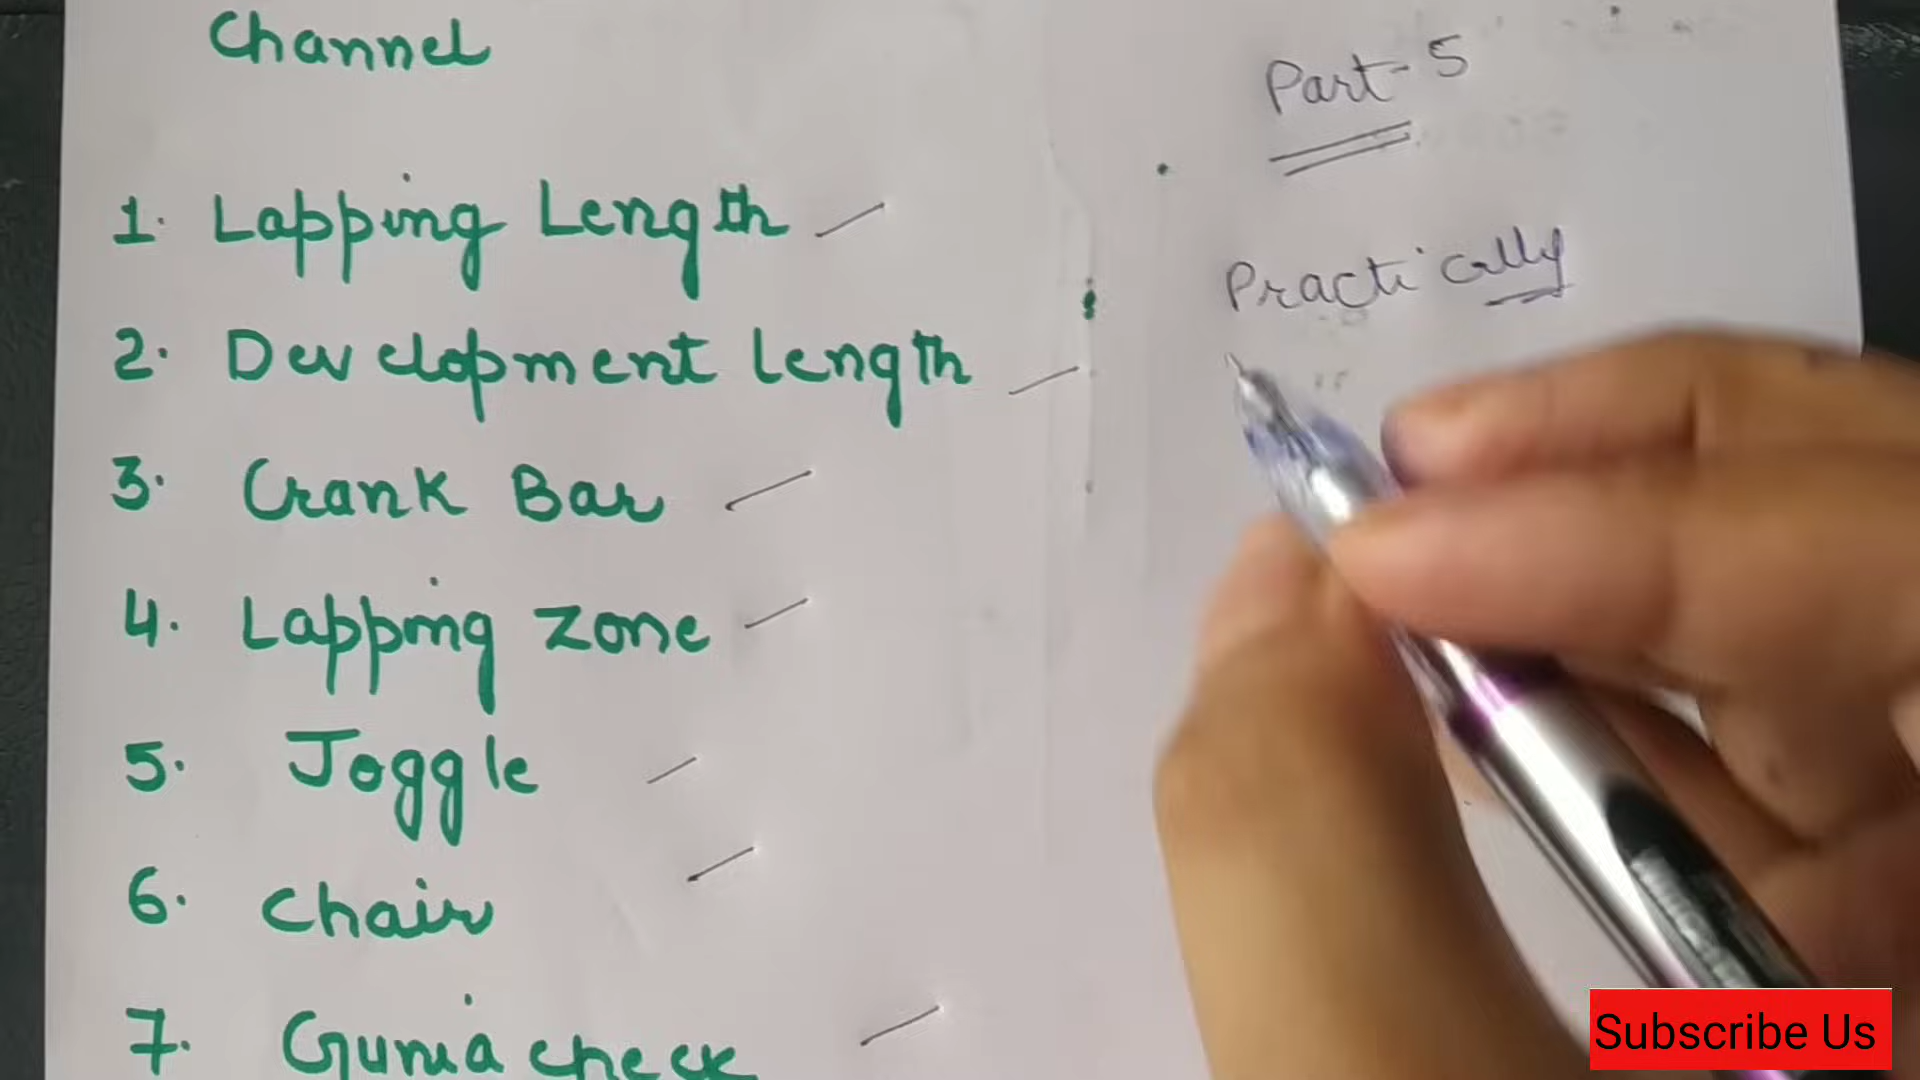 Channel
Part-5
1. Lapping Length
Practically
2. Development length
3. Crank Bar
4. Lapping zone
5. Joggle
6. chair
7. Gunia check
Subscribe Us